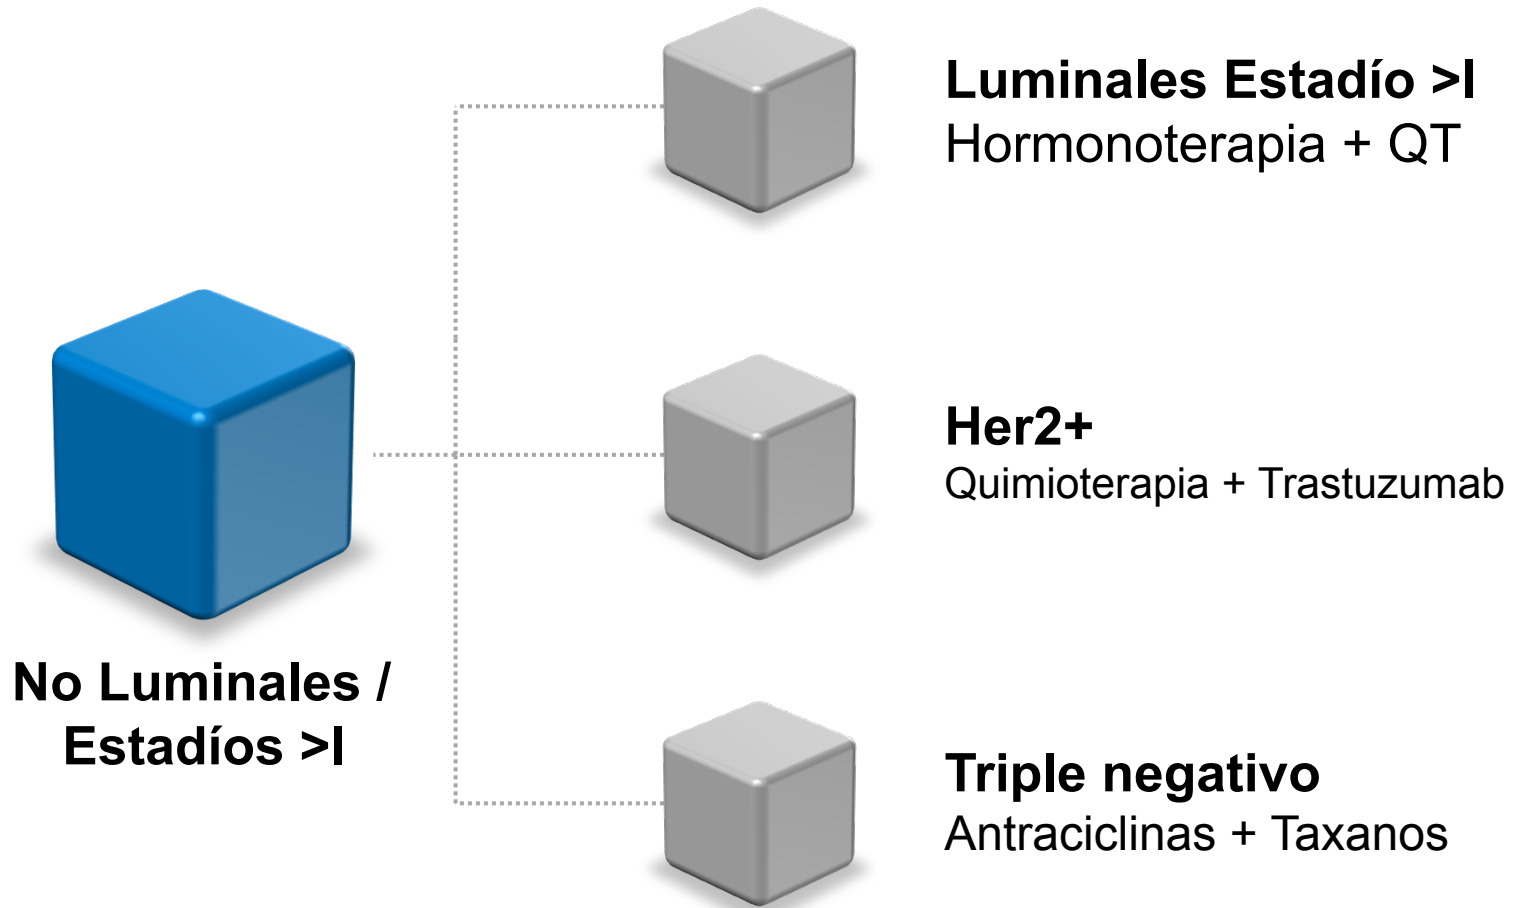 Luminales Estadío >I
Hormonoterapia + QT
Her2+
Quimioterapia + Trastuzumab
No Luminales /
Estadíos >I
Triple negativo
Antraciclinas + Taxanos